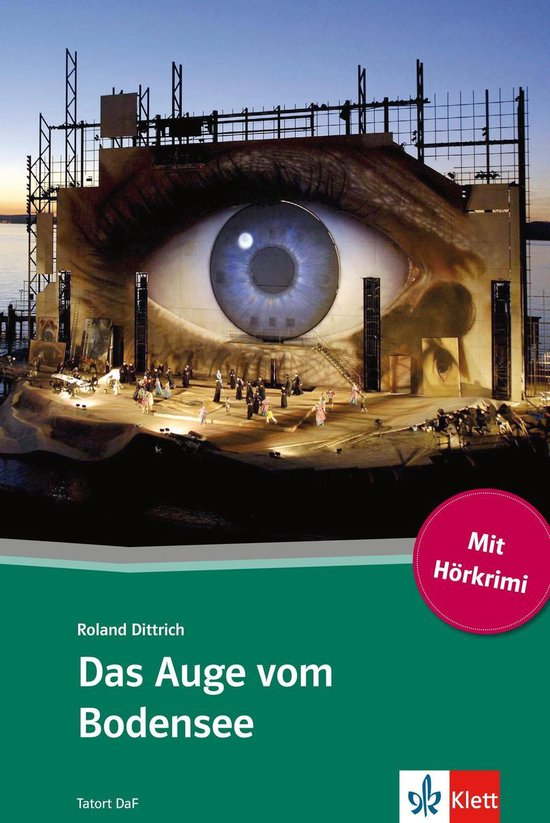 Mit
Hörkrimi
Roland Dittrich
Das Auge vom
Bodensee
Tatort DaF
Klett